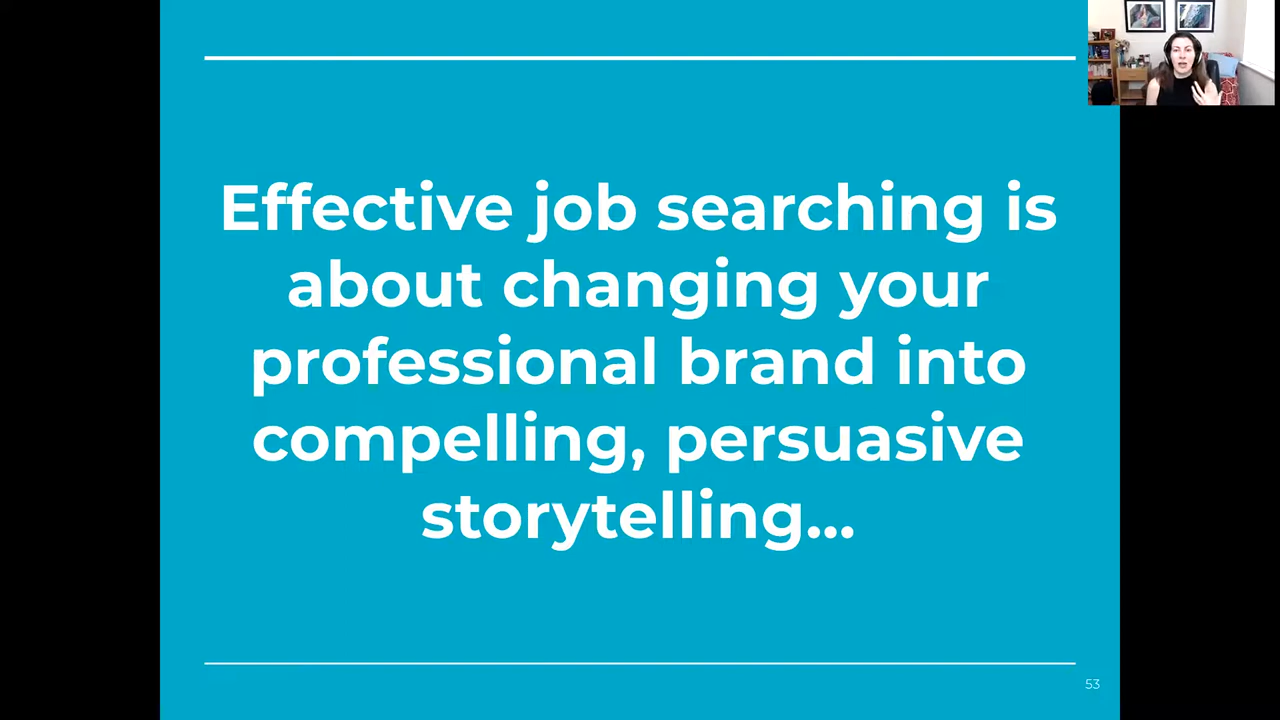 Effective job searching is
about changing your
professional brand into
compelling, persuasive
storytelling...
53